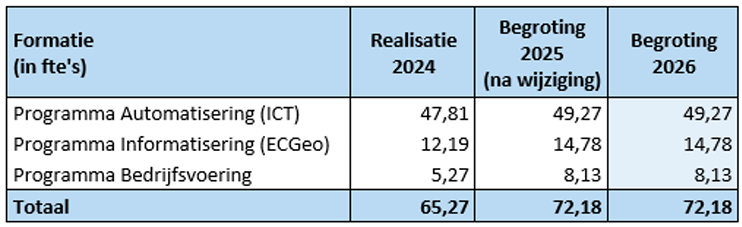 Formatie
(in fte's)
Realisatie
2024
Begroting
2025
(na wijziging)
Begroting
2026
Programma Automatisering (ICT) 47,81 49,27 49,27
Programma Informatisering (ECGeo) 12,19 14,78 14,78
Programma Bedrijfsvoering 5,27 8,13 8,13
Totaal 65,27 72,18 72,18